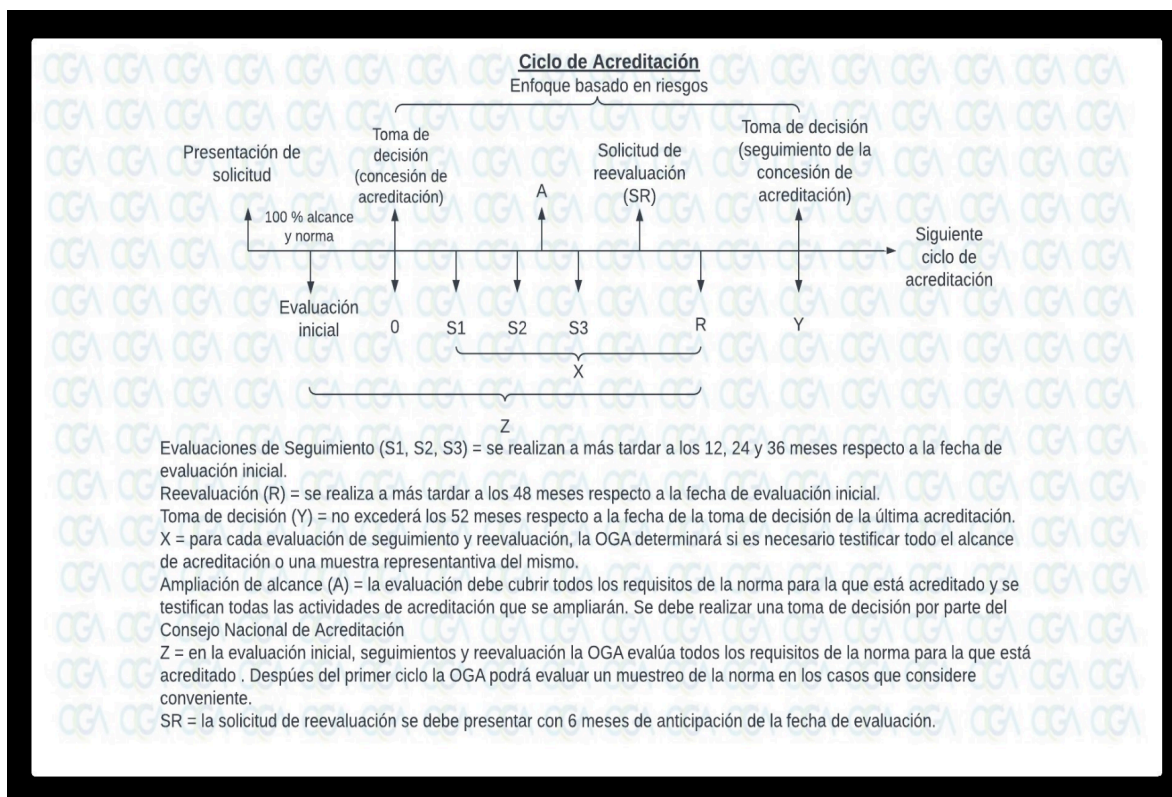 Ciclo de Acreditación
Enfoque basado en riesgos
Presentación de
solicitud
Toma de
decisión
(concesión de
acreditación)
A
Solicitud de
reevaluación
(SR)
Toma de decisión
(seguimiento de la
concesión de
acreditación)
100 % alcance
y norma
Siguiente
ciclo de
acreditación
Evaluación
inicial
0
S1
S2
S3
R
Y
X
Z
Evaluaciones de Seguimiento (S1, S2, S3) = se realizan a más tardar a los 12, 24 y 36 meses respecto a la fecha de
evaluación inicial.
Reevaluación (R) = se realiza a más tardar a los 48 meses respecto a la fecha de evaluación inicial.
Toma de decisión (Y) = no excederá los 52 meses respecto a la fecha de la toma de decisión de la última acreditación.
X = para cada evaluación de seguimiento y reevaluación, la OGA determinará si es necesario testificar todo el alcance
de acreditación o una muestra representantiva del mismo.
Ampliación de alcance (A) = la evaluación debe cubrir todos los requisitos de la norma para la que está acreditado y se
testifican todas las actividades de acreditación que se ampliarán. Se debe realizar una toma de decisión por parte del
Consejo Nacional de Acreditación
Z = en la evaluación inicial, seguimientos y reevaluación la OGA evalúa todos los requisitos de la norma para la que está
acreditado . Despúes del primer ciclo la OGA podrá evaluar un muestreo de la norma en los casos que considere
conveniente.
SR = la solicitud de reevaluación se debe presentar con 6 meses de anticipación de la fecha de evaluación.